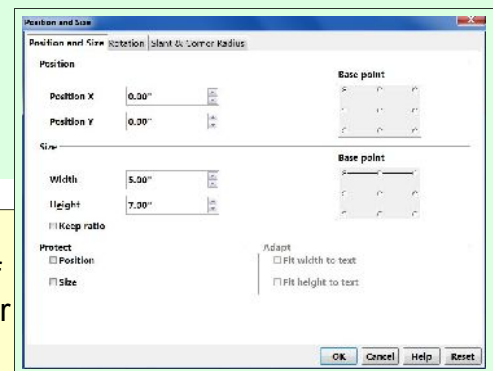 Position and Size
Position and Size Rotation Slant & Corner Radius
Position
Base point
Position X 0.00"
Position Y 0.00"
Size
Base point
Width 5.00"
Height 7.00"
Keep ratio
Protect Adapt
Position Fit width to text
Size Fit height to text
r
OK Cancel Help Reset